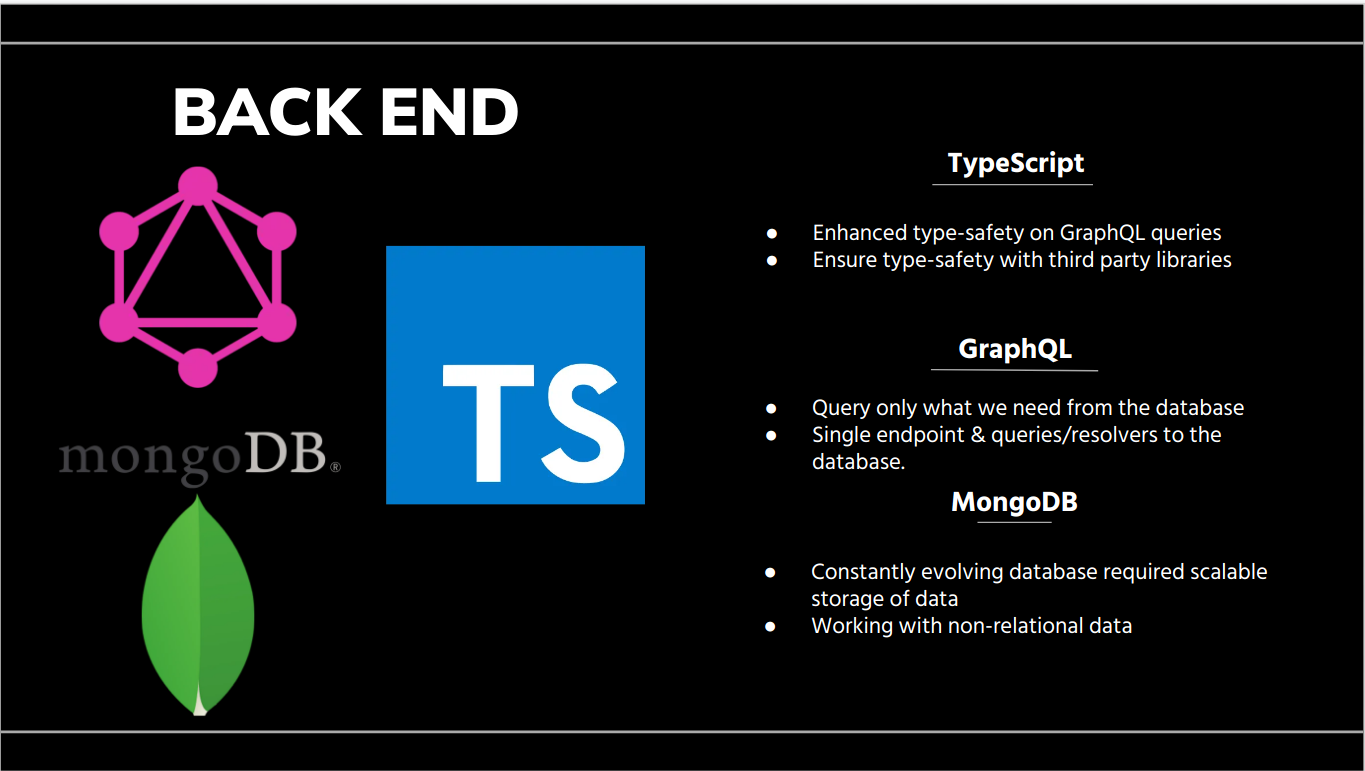 BACK END
mongoDB®
TS
TypeScript
● Enhanced type-safety on GraphQL queries
● Ensure type-safety with third party libraries
GraphQL
● Query only what we need from the database
● Single endpoint & queries/resolvers to the
database.
MongoDB
● Constantly evolving database required scalable
storage of data
● Working with non-relational data